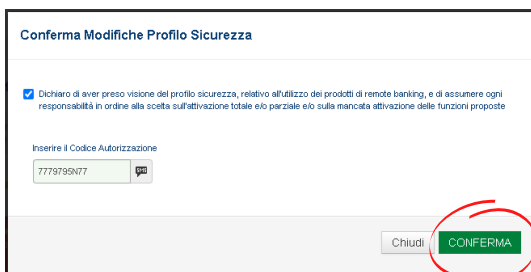 Conferma Modifiche Profilo Sicurezza
Dichiaro di aver preso visione del profilo sicurezza, relativo all'utilizzo dei prodotti di remote banking, e di assumere ogni
responsabilità in ordine alla scelta sull'attivazione totale e/o parziale e/o sulla mancata attivazione delle funzioni proposte
Inserire il Codice Autorizzazione
7779795N77
SMS
Chiudi
CONFERMA